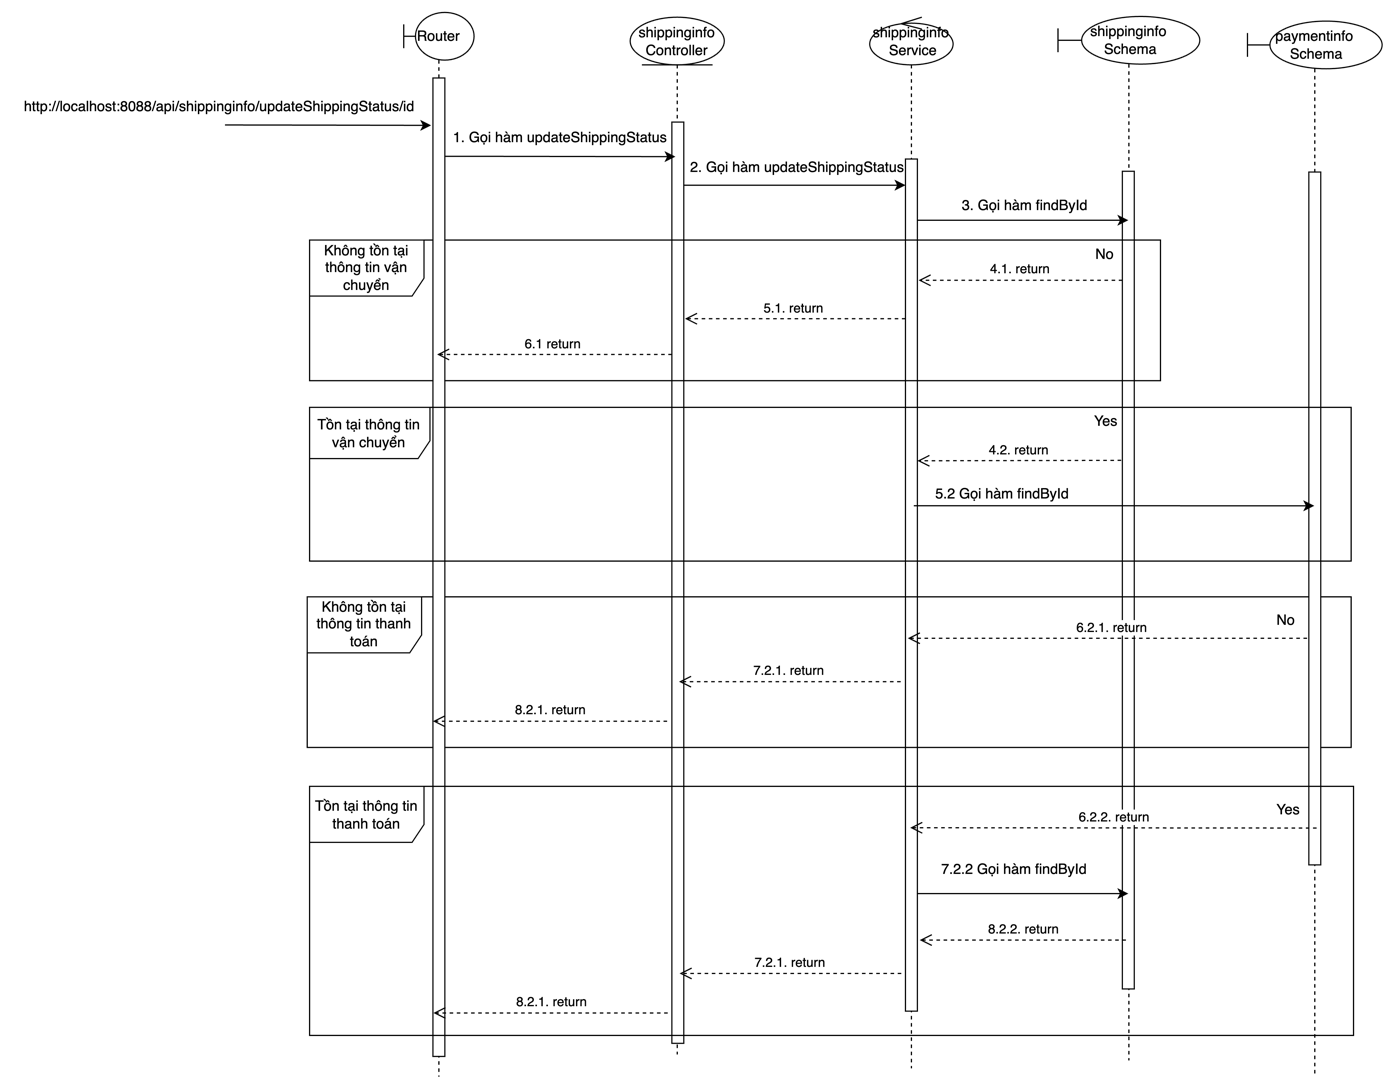 Router
shippinginfo
Controller
shippinginfo
Service
shippinginfo
Schema
paymentinfo
Schema
http://localhost:8088/api/shippinginfo/updateShippingStatus/id
1. Gọi hàm updateShippingStatus
2. Gọi hàm updateShippingStatus
3. Gọi hàm findById
Không tồn tại
thông tin vận
chuyển
No
4.1. return
5.1. return
6.1 return
Tồn tại thông tin
vận chuyển
Yes
4.2. return
5.2 Gọi hàm findById
Không tồn tại
thông tin thanh
toán
No
6.2.1. return
7.2.1. return
8.2.1. return
Tồn tại thông tin
thanh toán
Yes
6.2.2. return
7.2.2 Gọi hàm findById
8.2.2. return
7.2.1. return
8.2.1. return